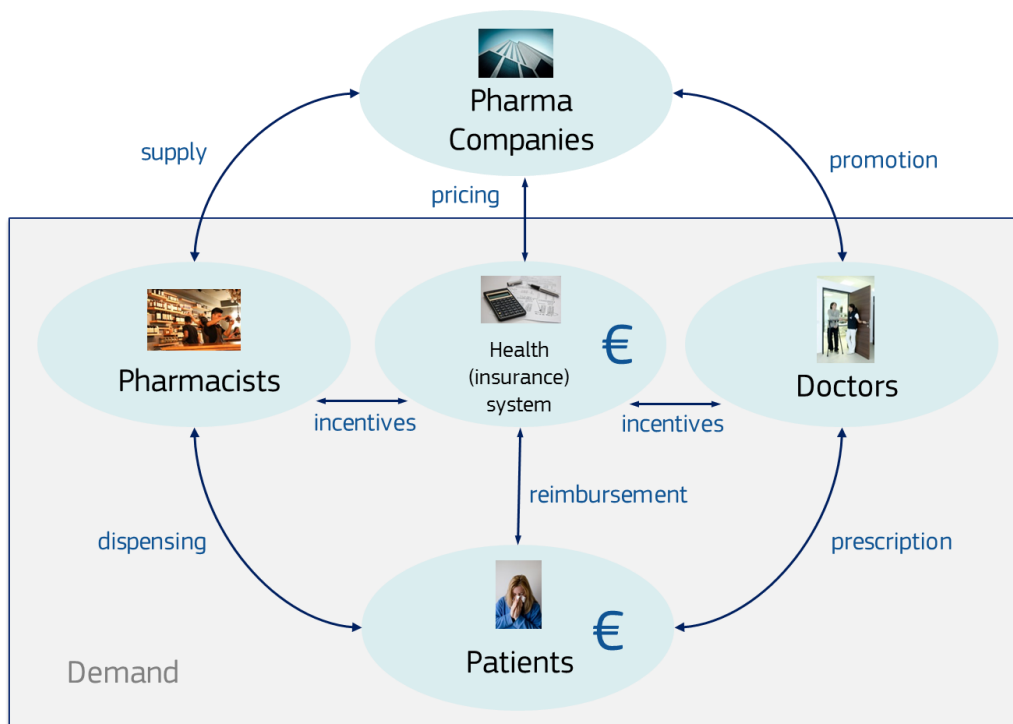 Pharma
Companies
supply
promotion
pricing
Pharmacists
Health
(insurance)
system
€
Doctors
incentives
incentives
reimbursement
dispensing
prescription
Patients
€
Demand